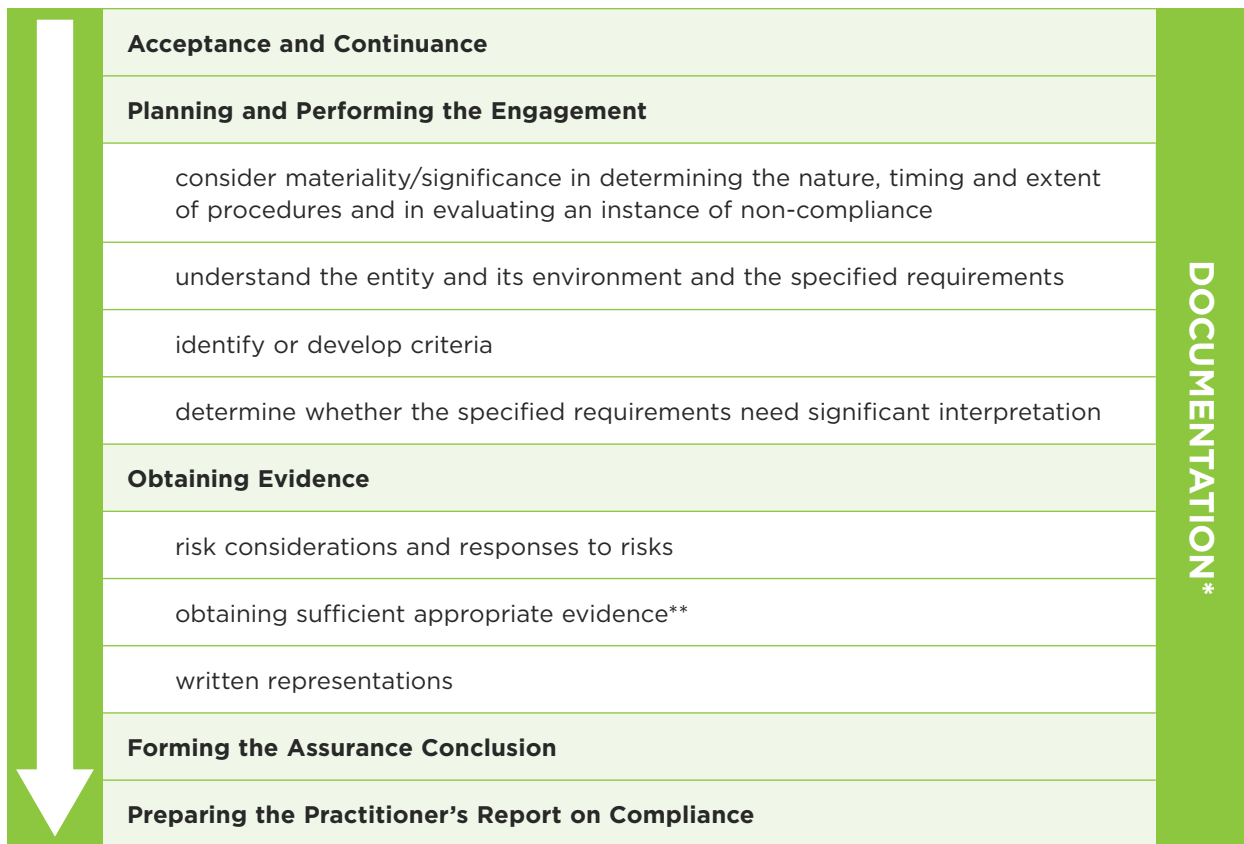 Acceptance and Continuance
Planning and Performing the Engagement
consider materiality/significance in determining the nature, timing and extent
of procedures and in evaluating an instance of non-compliance
understand the entity and its environment and the specified requirements
identify or develop criteria
determine whether the specified requirements need significant interpretation
Obtaining Evidence
risk considerations and responses to risks
obtaining sufficient appropriate evidence**
written representations
Forming the Assurance Conclusion
Preparing the Practitioner’s Report on Compliance
DOCUMENTATION*